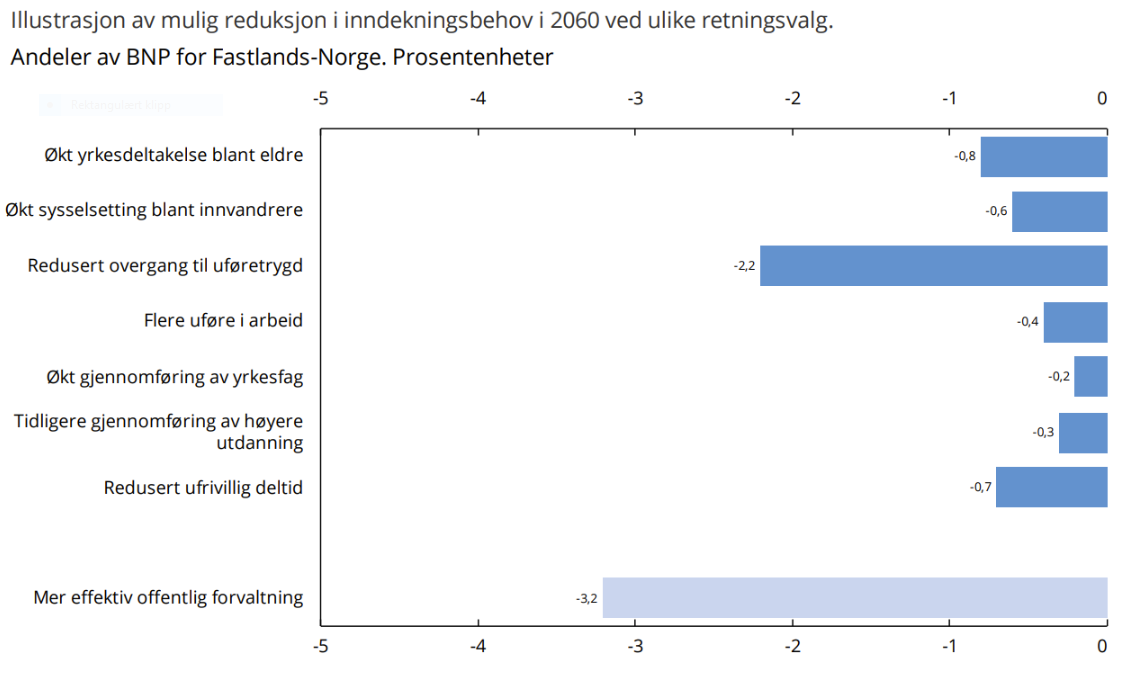 Illustrasjon av mulig reduksjon i inndekningsbehov i 2060 ved ulike retningsvalg.
Andeler av BNP for Fastlands-Norge. Prosentenheter
Rektangulært klipp
-5 -4 -3 -2 -1 0
Økt yrkesdeltakelse blant eldre -0,8
Økt sysselsetting blant innvandrere -0,6
Redusert overgang til uføretrygd -2,2
Flere uføre i arbeid -0,4
Økt gjennomføring av yrkesfag -0,2
Tidligere gjennomføring av høyere
utdanning -0,3
Redusert ufrivillig deltid -0,7
Mer effektiv offentlig forvaltning -3,2
-5 -4 -3 -2 -1 0